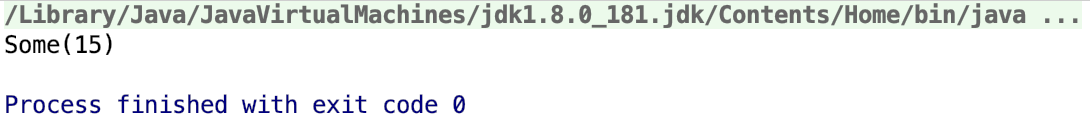 /Library/Java/JavaVirtualMachines/jdk1.8.0_181.jdk/Contents/Home/bin/java ...
Some(15)
Process finished with exit code 0